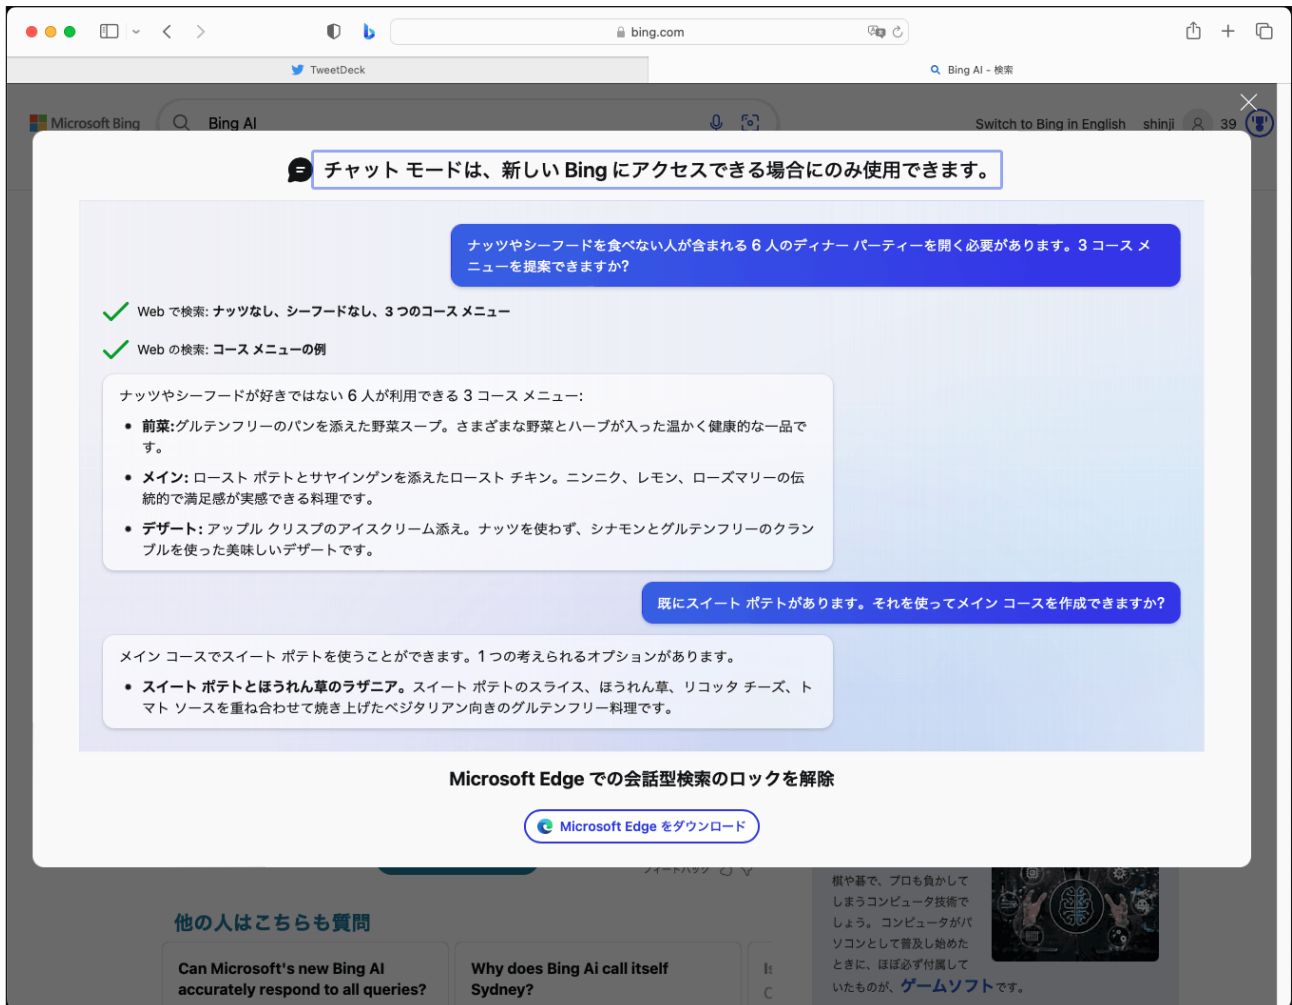 bing.com
TweetDeck
Bing AI - 検索
Microsoft Bing
Bing AI
Switch to Bing in English
shinji
39
チャット モードは、新しい Bing にアクセスできる場合にのみ使用できます。
ナッツやシーフードを食べない人が含まれる 6 人のディナー パーティーを開く必要があります。3 コース メ
ニューを提案できますか?
Web で検索: ナッツなし、シーフードなし、3 つのコース メニュー
Web の検索: コース メニューの例
ナッツやシーフードが好きではない 6 人が利用できる 3 コース メニュー:
• 前菜:グルテンフリーのパンを添えた野菜スープ。さまざまな野菜とハーブが入った温かく健康的な一品で
す。
• メイン: ロースト ポテトとサヤインゲンを添えたロースト チキン。ニンニク、レモン、ローズマリーの伝
統的で満足感が実感できる料理です。
• デザート: アップル クリスプのアイスクリーム添え。ナッツを使わず、シナモンとグルテンフリーのクラン
ブルを使った美味しいデザートです。
既にスイート ポテトがあります。それを使ってメイン コースを作成できますか?
メイン コースでスイート ポテトを使うことができます。1 つの考えられるオプションがあります。
• スイート ポテトとほうれん草のラザニア。スイート ポテトのスライス、ほうれん草、リコッタ チーズ、ト
マト ソースを重ね合わせて焼き上げたベジタリアン向きのグルテンフリー料理です。
Microsoft Edge での会話型検索のロックを解除
Microsoft Edge をダウンロード
フィードバック
他の人はこちらも質問
Can Microsoft's new Bing AI
accurately respond to all queries?
Why does Bing Ai call itself
Sydney?
棋や碁で、プロも負かして
しまうコンピュータ技術で
しょう。 コンピュータがパ
ソコンとして普及し始めた
ときに、ほぼ必ず付属して
いたものが、ゲームソフトです。